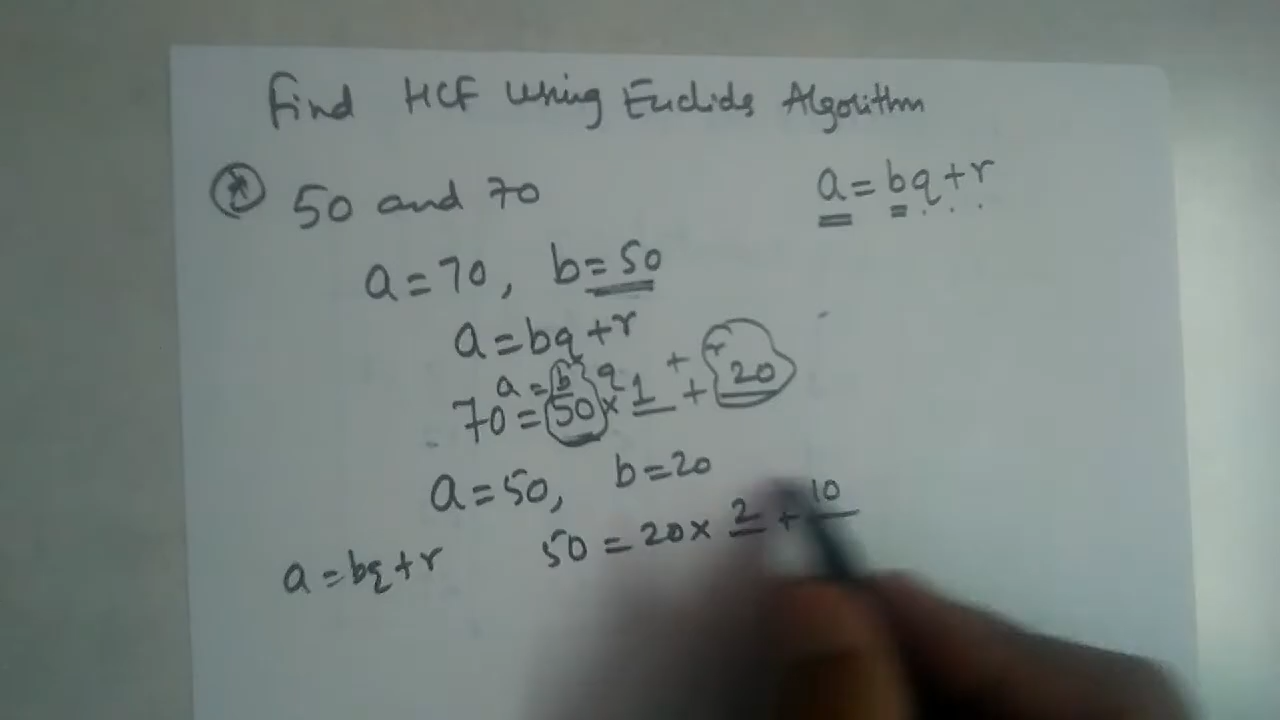 Find HCF Using Euclids Algorithm
* 50 and 70
a = bq + r
a = 70, b = 50
a = bq + r
a = b q + r
70 = 50 × 1 + 20
a = 50, b = 20
a = bq + r 50 = 20 × 2 + 10